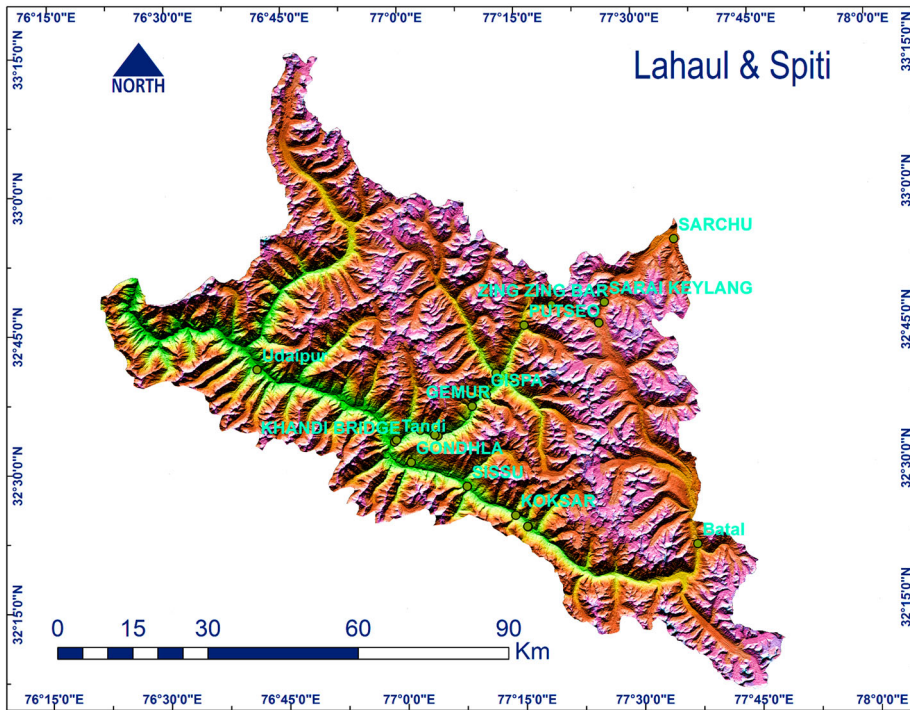 76°15'0"E 76°30'0"E 76°45'0"E 77°0'0"E 77°15'0"E 77°30'0"E 77°45'0"E 78°0'0"E
33°15'0"N 33°15'0"N
Lahaul & Spiti
NORTH
33°0'0"N 33°0'0"N
SARCHU
ZING ZING BAR SARAI KEYLANG
PUTSEO
32°45'0"N 32°45'0"N
Udaipur
GISPA
GEMUR
KHANDI BRIDGE Tandi
GONDHLA
32°30'0"N 32°30'0"N
SISSU
KOKSAR
Batal
32°15'0"N 32°15'0"N
0 15 30 60 90
Km
76°15'0"E 76°30'0"E 76°45'0"E 77°0'0"E 77°15'0"E 77°30'0"E 77°45'0"E 78°0'0"E